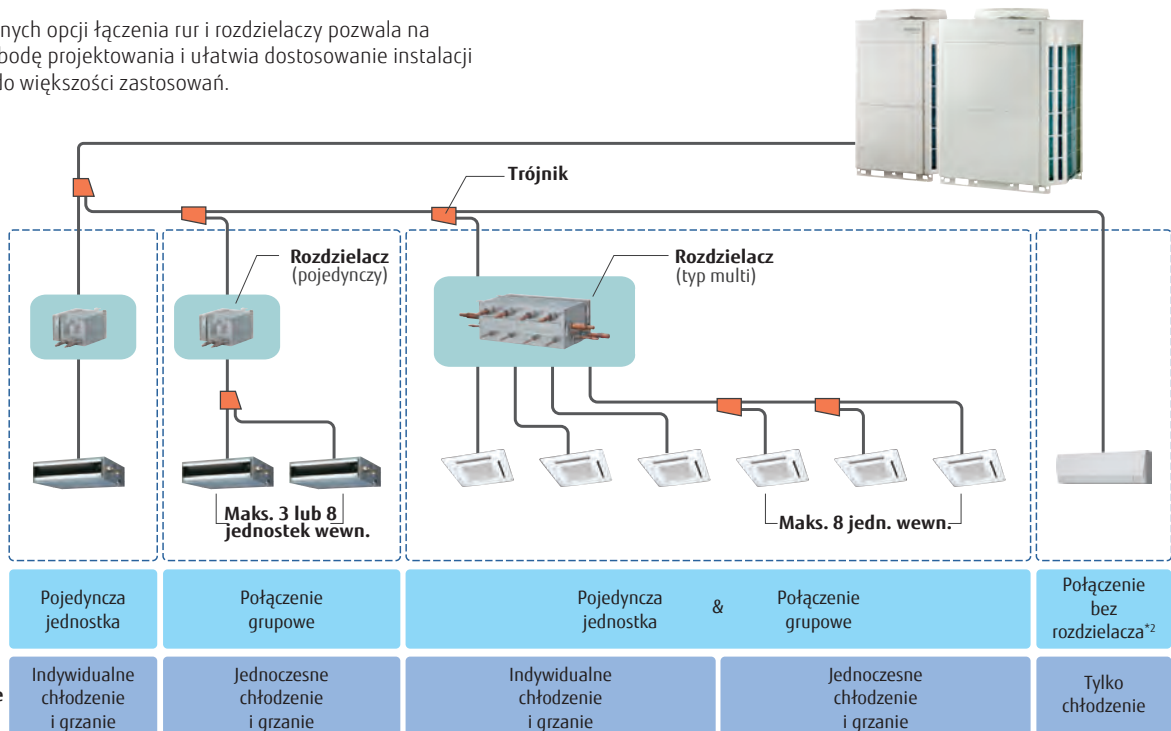 nych opcji łączenia rur i rozdzielaczy pozwala na
bodę projektowania i ułatwia dostosowanie instalacji
do większości zastosowań.
Trójnik
Rozdzielacz
(pojedynczy)
Rozdzielacz
(typ multi)
Maks. 3 lub 8
jednostek wewn.
Maks. 8 jedn. wewn.
Pojedyncza
jednostka
Połączenie
grupowe
Pojedyncza
jednostka
&
Połączenie
grupowe
Połączenie
bez
rozdzielacza*2
e
Indywidualne
chłodzenie
i grzanie
Jednoczesne
chłodzenie
i grzanie
Indywidualne
chłodzenie
i grzanie
Jednoczesne
chłodzenie
i grzanie
Tylko
chłodzenie